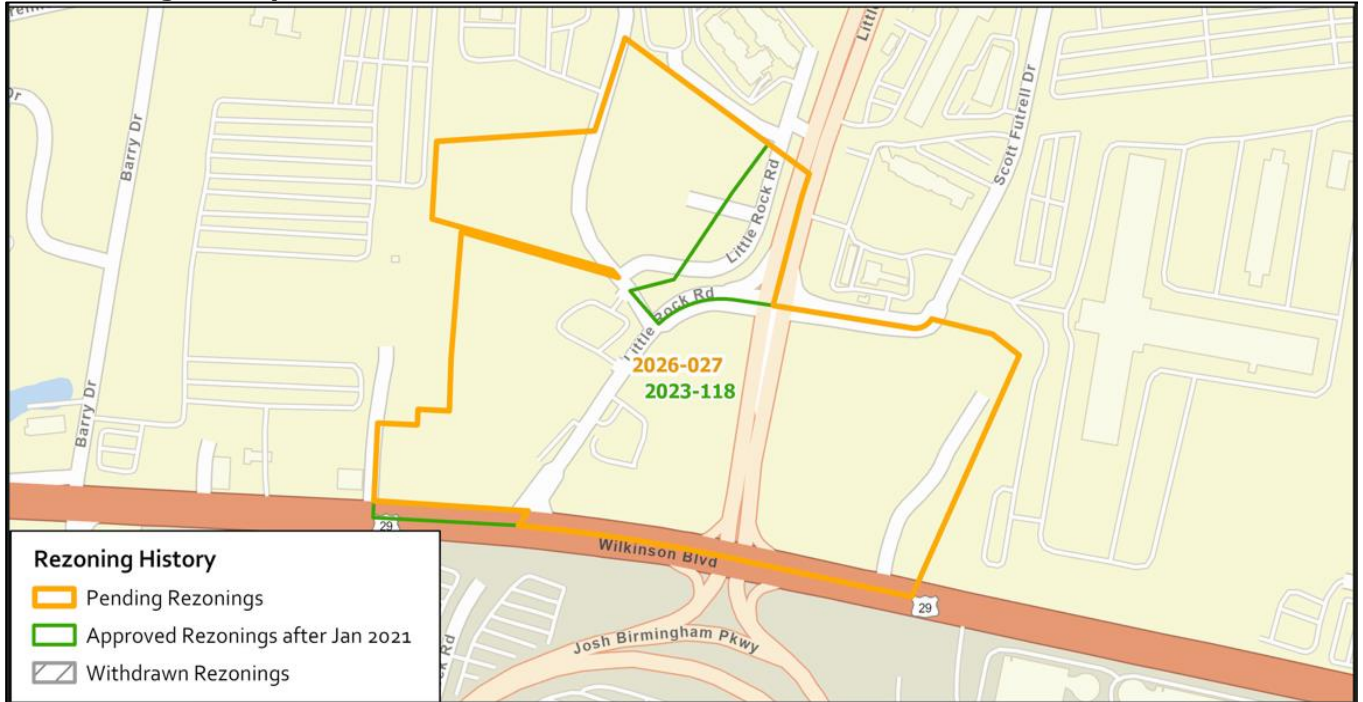 Barry Dr
Little Rock Rd
Scott Futrell Dr
Little Rock Rd
2026-027
2023-118
Barry Dr
29
Wilkinson Blvd
29
Josh Birmingham Pkwy
Rezoning History
Pending Rezonings
Approved Rezonings after Jan 2021
Withdrawn Rezonings